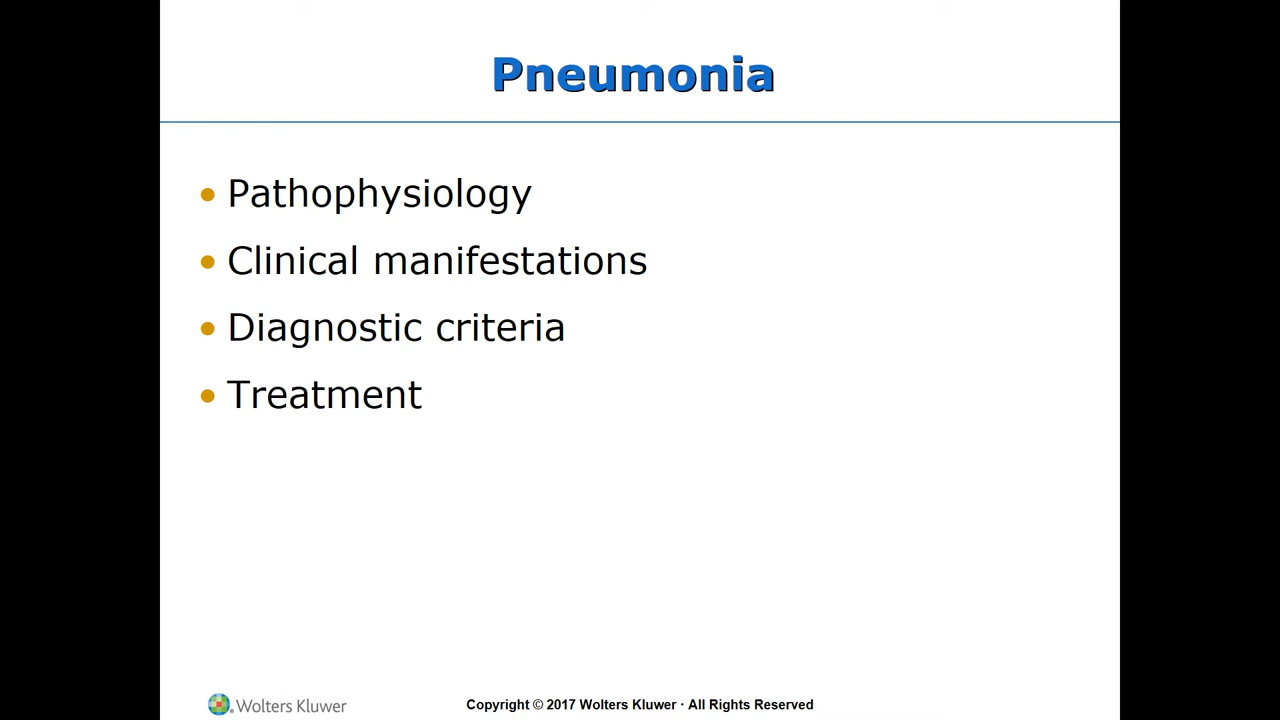 Pneumonia
• Pathophysiology
• Clinical manifestations
• Diagnostic criteria
• Treatment
Wolters Kluwer
Copyright © 2017 Wolters Kluwer · All Rights Reserved